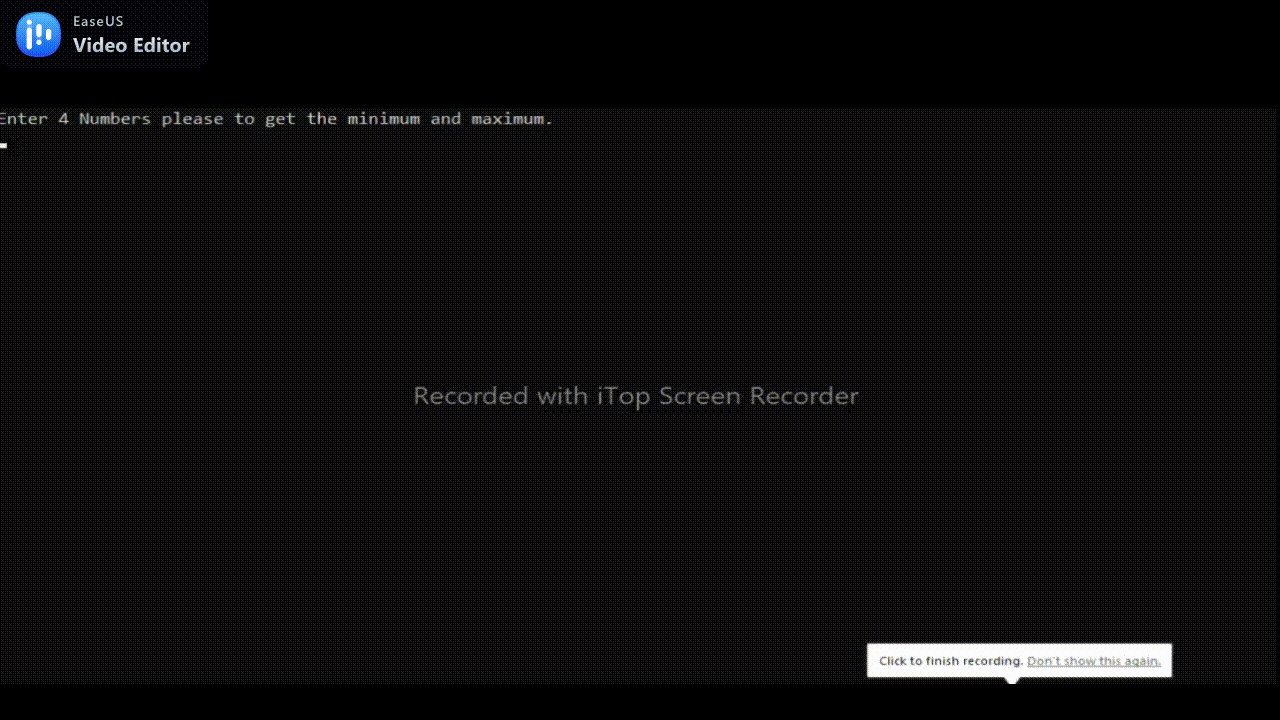 EaseUS
Video Editor
Enter 4 Numbers please to get the minimum and maximum.
Recorded with iTop Screen Recorder
Click to finish recording. Don't show this again.